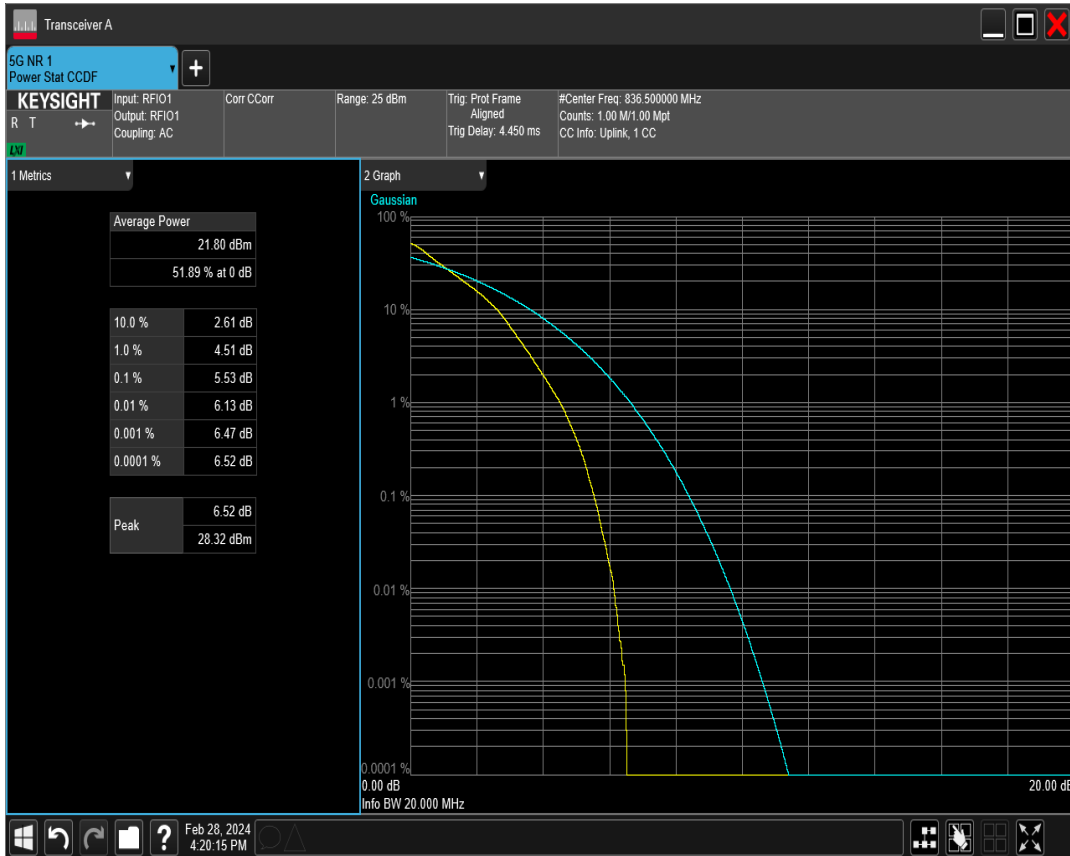 Transceiver A
5G NR 1
Power Stat CCDF
+
KEYSIGHT
R T
LXI
Input: RFIO1
Output: RFIO1
Coupling: AC
Corr CCorr
Range: 25 dBm
Trig: Prot Frame
Aligned
Trig Delay: 4.450 ms
#Center Freq: 836.500000 MHz
Counts: 1.00 M/1.00 Mpt
CC Info: Uplink, 1 CC
1 Metrics
Average Power
21.80 dBm
51.89 % at 0 dB
10.0 % 2.61 dB
1.0 % 4.51 dB
0.1 % 5.53 dB
0.01 % 6.13 dB
0.001 % 6.47 dB
0.0001 % 6.52 dB
Peak
6.52 dB
28.32 dBm
2 Graph
Gaussian
100 %
10 %
1 %
0.1 %
0.01 %
0.001 %
0.0001 %
0.00 dB 20.00 dB
Info BW 20.000 MHz
?
Feb 28, 2024
4:20:15 PM